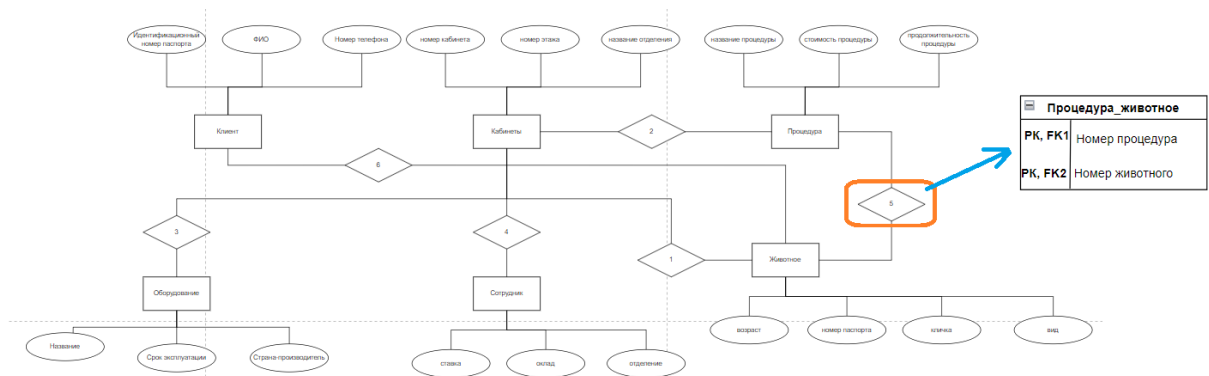 Идентификационный
номер паспорта
ФИО
Номер телефона
номер кабинета
номер этажа
название отделения
название процедуры
стоимость процедуры
продолжительность
процедуры
Клиент
Кабинеты
2
Процедура
Процедура_животное
PK, FK1 Номер процедура
PK, FK2 Номер животного
6
5
3
4
1
Животное
Оборудование
Сотрудник
возраст
номер паспорта
кличка
вид
Название
Срок эксплуатации
Страна-производитель
ставка
оклад
отделение